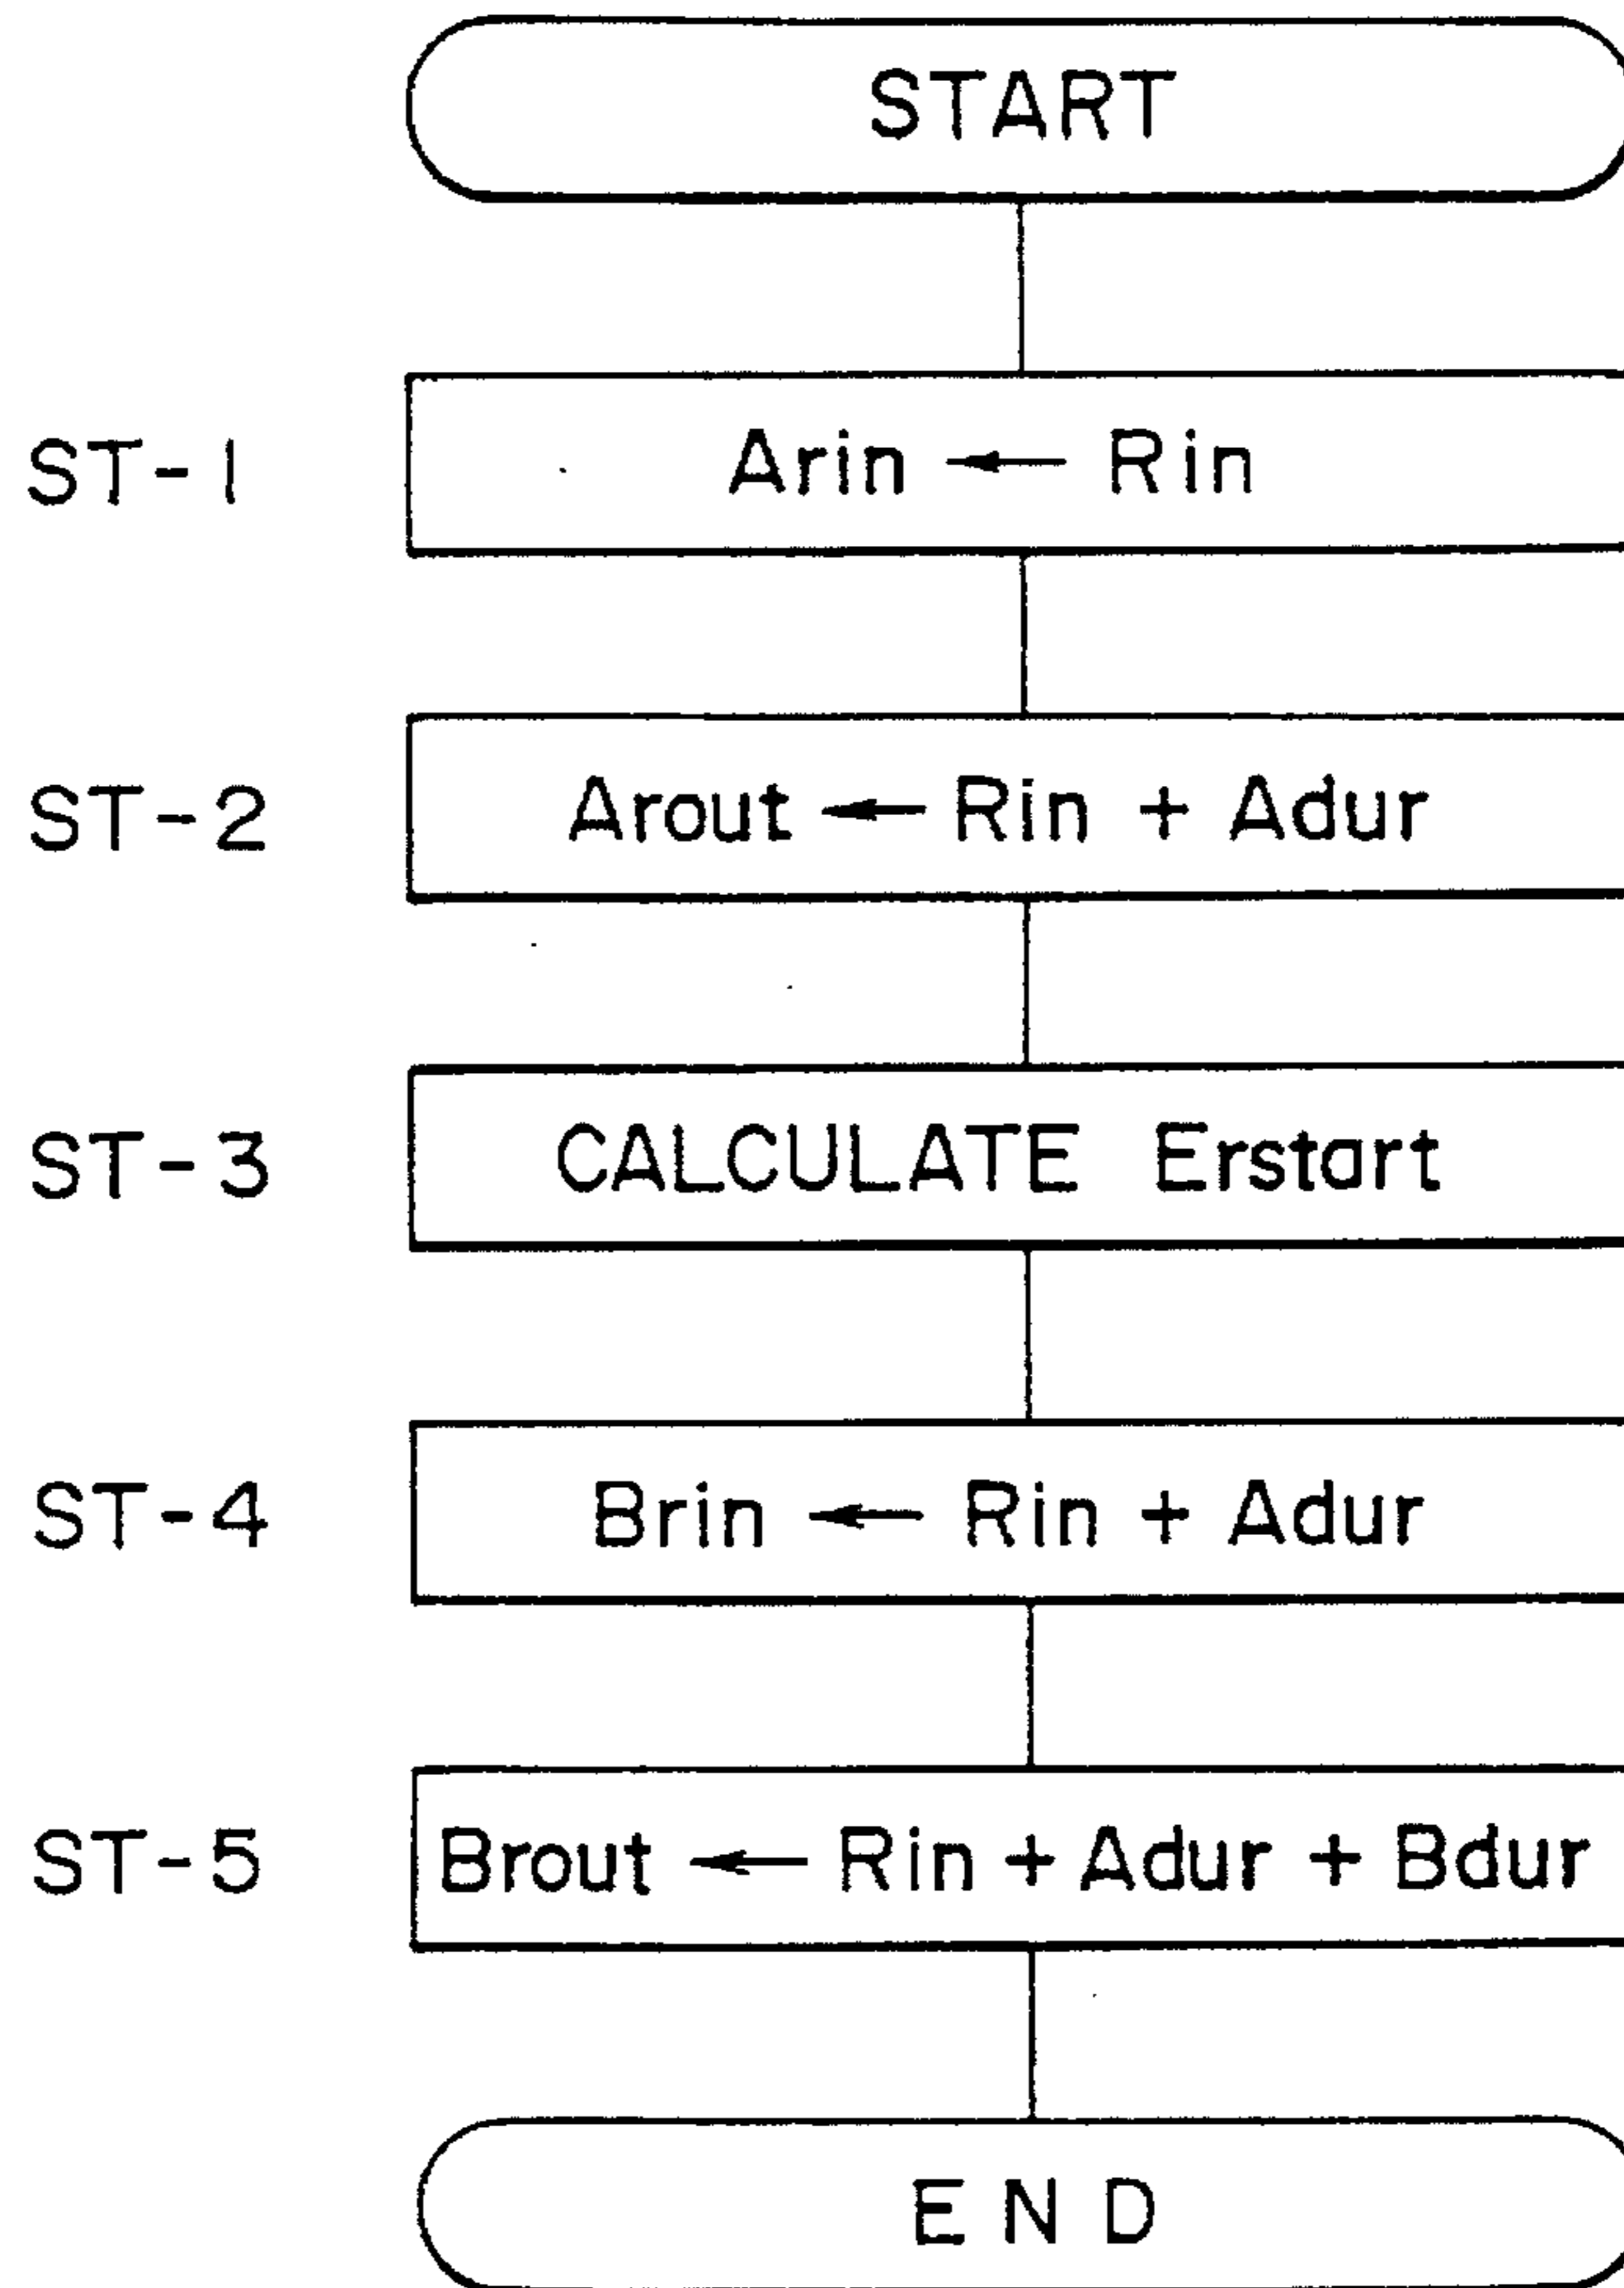 START
ST-1 Arin ← Rin
ST-2 Arout ← Rin + Adur
ST-3 CALCULATE Erstart
ST-4 Brin ← Rin + Adur
ST-5 Brout ← Rin + Adur + Bdur
END